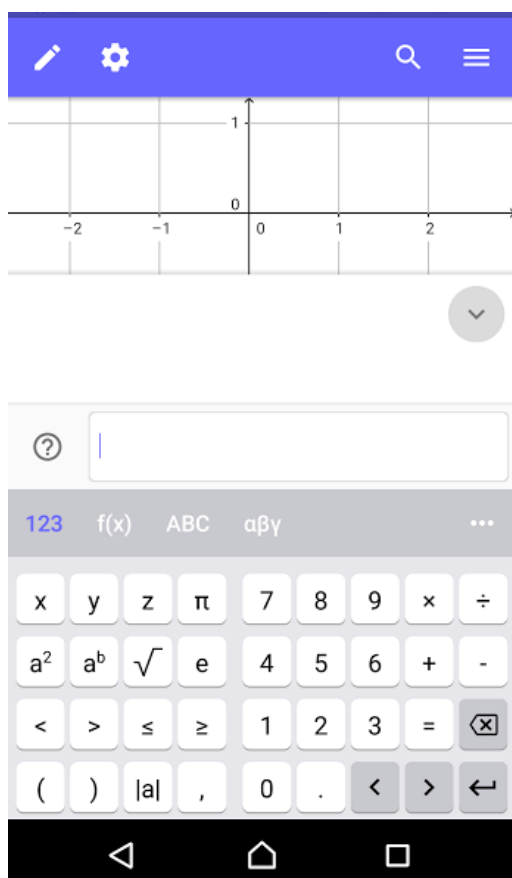 1
0
−2 −1 0 1 2
123 f(x) ABC αβγ ...
x y z π 7 8 9 × ÷
a² aᵇ √ e 4 5 6 + -
< > ≤ ≥ 1 2 3 =
( ) |a| , 0 . < >